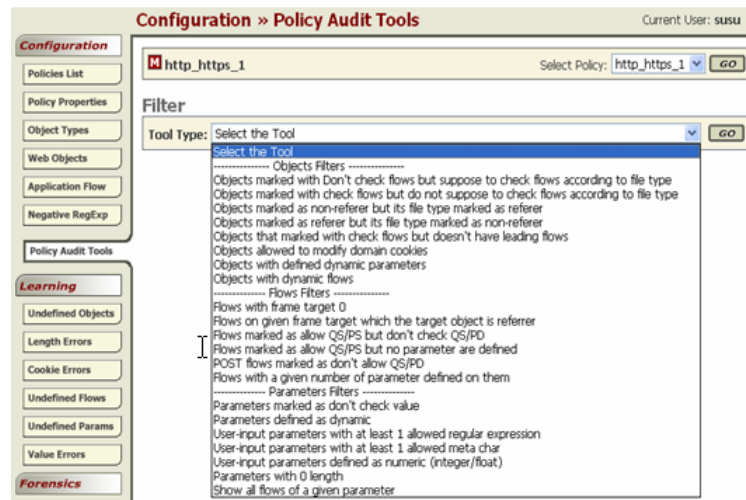 Configuration » Policy Audit Tools
Current User: susu
Configuration
Policies List
Policy Properties
Object Types
Web Objects
Application Flow
Negative RegExp
Policy Audit Tools
Learning
Undefined Objects
Length Errors
Cookie Errors
Undefined Flows
Undefined Params
Value Errors
Forensics
M http_https_1
Select Policy: http_https_1 GO
Filter
Tool Type: Select the Tool GO
Select the Tool
--------------- Objects Filters ---------------
Objects marked with Don't check flows but suppose to check flows according to file type
Objects marked with check flows but do not suppose to check flows according to file type
Objects marked as non-referer but its file type marked as referer
Objects marked as referer but its file type marked as non-referer
Objects that marked with check flows but doesn't have leading flows
Objects allowed to modify domain cookies
Objects with defined dynamic parameters
Objects with dynamic flows
-------------- Flows Filters ---------------
Flows with frame target 0
Flows on given frame target which the target object is referrer
Flows marked as allow QS/PS but don't check QS/PD
Flows marked as allow QS/PS but no parameter are defined
POST flows marked as don't allow QS/PD
Flows with a given number of parameter defined on them
-------------- Parameters Filters --------------
Parameters marked as don't check value
Parameters defined as dynamic
User-input parameters with at least 1 allowed regular expression
User-input parameters with at least 1 allowed meta char
User-input parameters defined as numeric (integer/float)
Parameters with 0 length
Show all flows of a given parameter